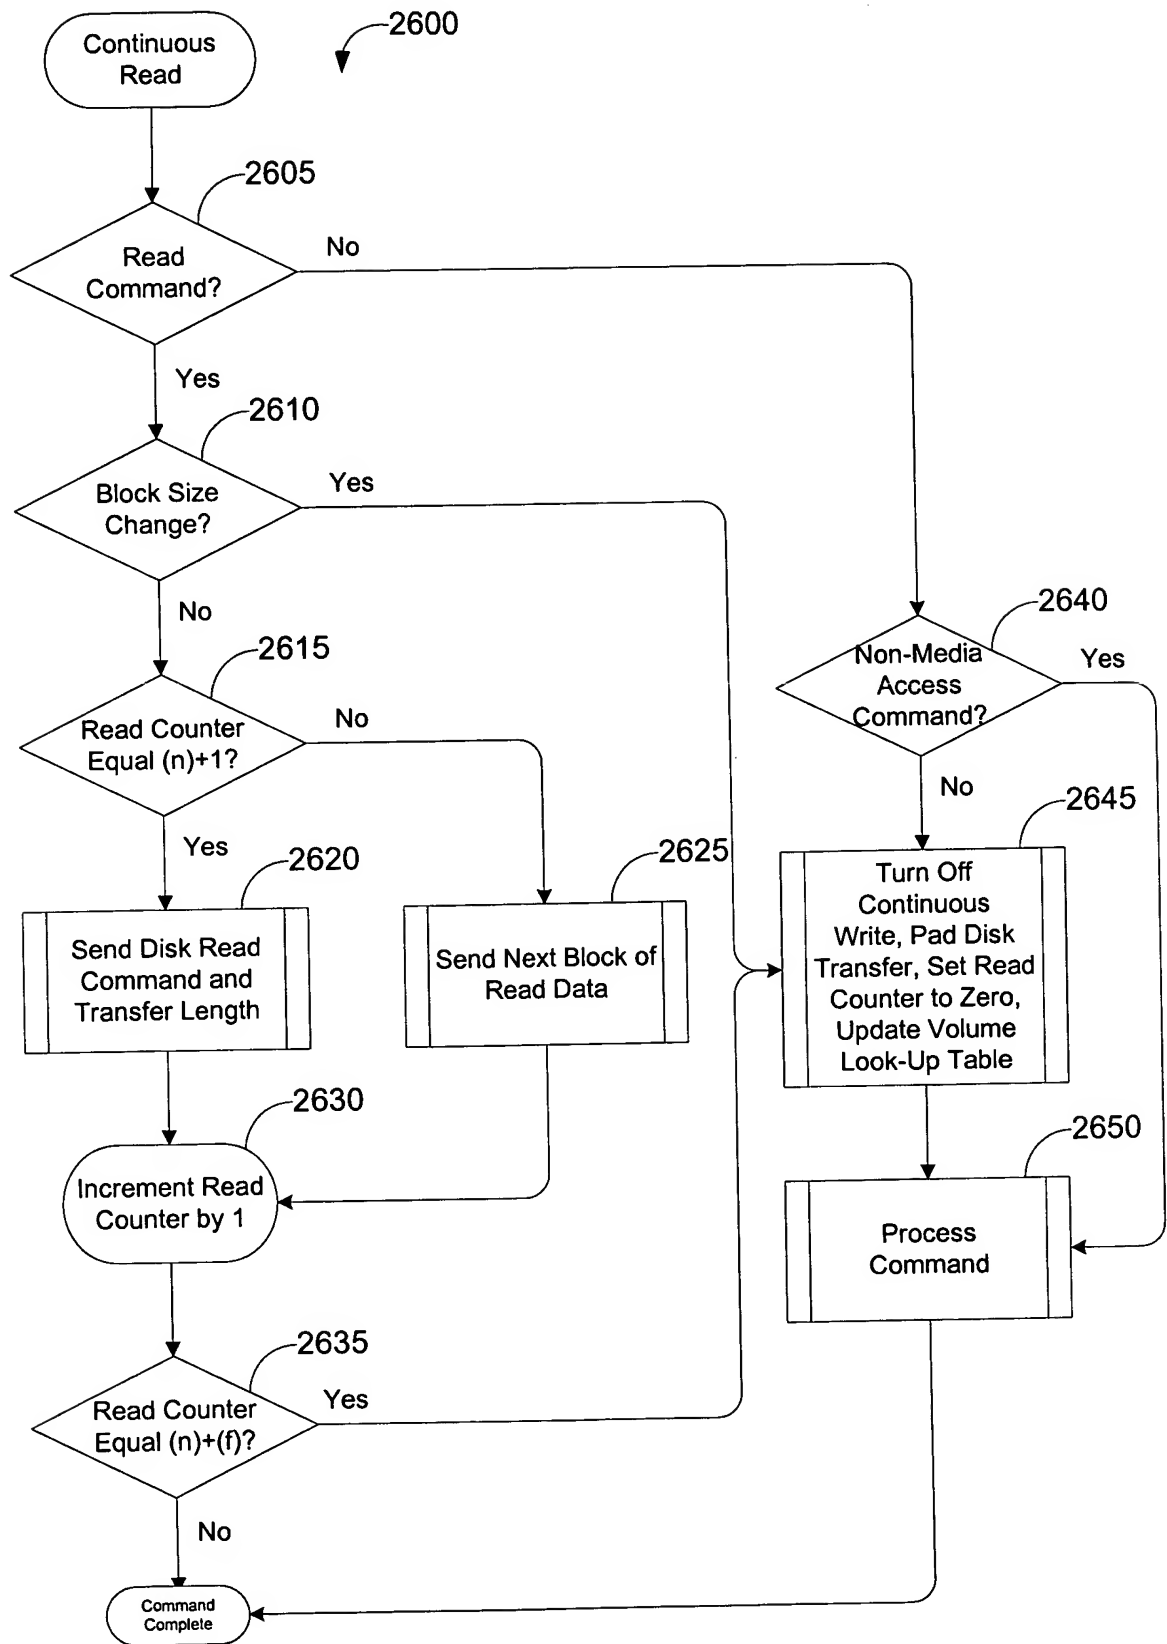 2600
Continuous
Read
2605
Read
Command?
No
Yes
2610
Block Size
Change?
Yes
No
2615
Read Counter
Equal (n)+1?
No
Yes
2620
Send Disk Read
Command and
Transfer Length
2625
Send Next Block of
Read Data
2630
Increment Read
Counter by 1
2635
Read Counter
Equal (n)+(f)?
Yes
No
Command
Complete
2640
Non-Media
Access
Command?
Yes
No
2645
Turn Off
Continuous
Write, Pad Disk
Transfer, Set Read
Counter to Zero,
Update Volume
Look-Up Table
2650
Process
Command